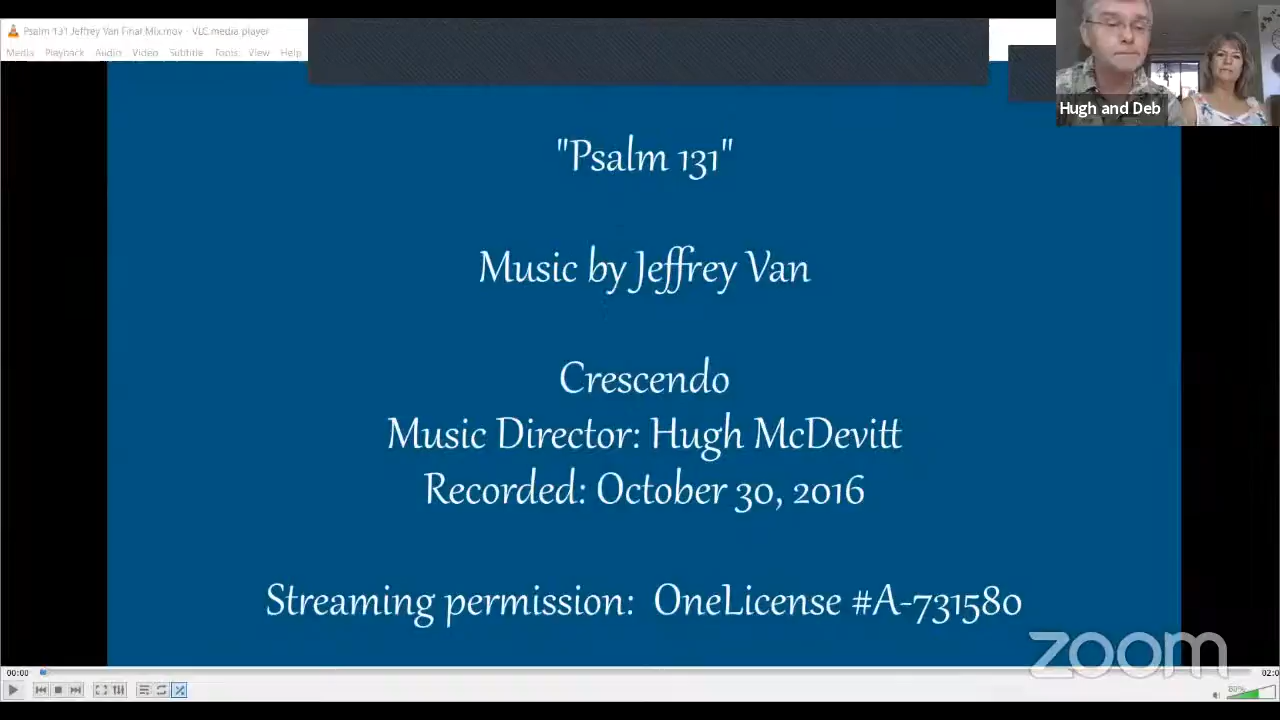 Psalm 131 Jeffrey Van Final Mix.mov - VLC media player
Media Playback Audio Video Subtitle Tools View Help
Hugh and Deb
"Psalm 131"
Music by Jeffrey Van
Crescendo
Music Director: Hugh McDevitt
Recorded: October 30, 2016
Streaming permission: OneLicense #A-731580
zoom
00:00
80%